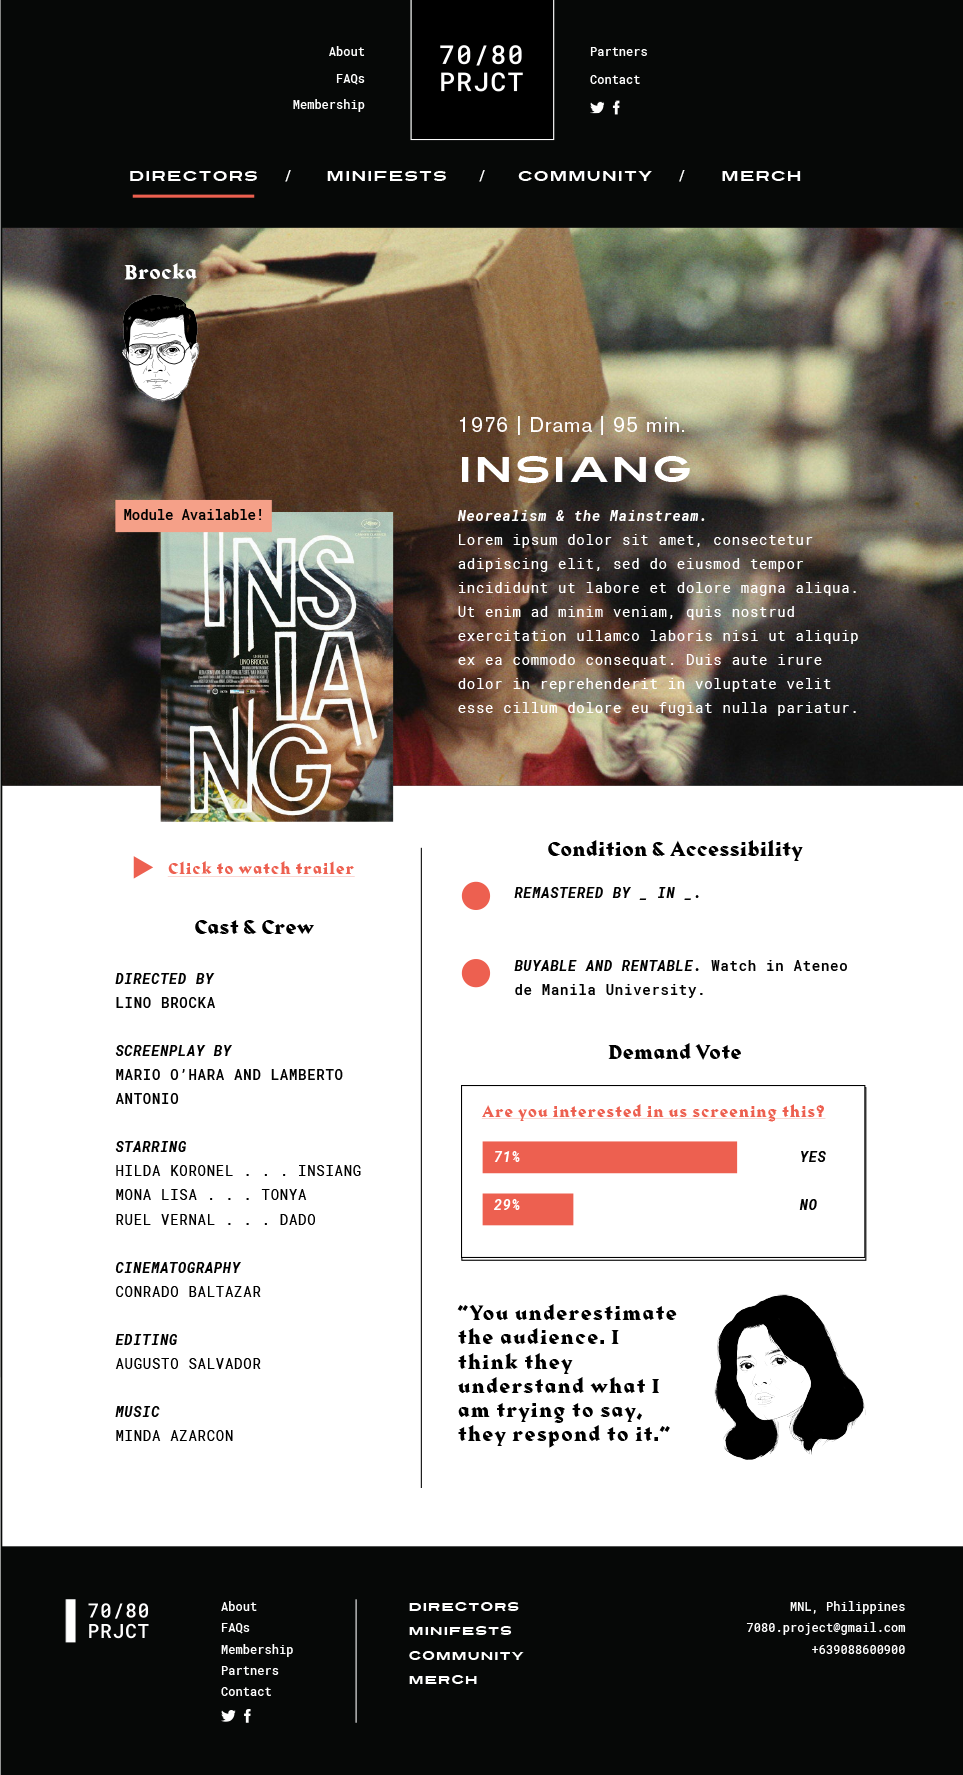 About
FAQs
Membership
70/80
PRJCT
Partners
Contact
DIRECTORS / MINIFESTS / COMMUNITY / MERCH
Brocka
1976 | Drama | 95 min.
INSIANG
Neorealism & the Mainstream.
Lorem ipsum dolor sit amet, consectetur
adipiscing elit, sed do eiusmod tempor
incididunt ut labore et dolore magna aliqua.
Ut enim ad minim veniam, quis nostrud
exercitation ullamco laboris nisi ut aliquip
ex ea commodo consequat. Duis aute irure
dolor in reprehenderit in voluptate velit
esse cillum dolore eu fugiat nulla pariatur.
Module Available!
INS
LINO BROCKA
IA
NG
Click to watch trailer
Cast & Crew
DIRECTED BY
LINO BROCKA
SCREENPLAY BY
MARIO O’HARA AND LAMBERTO
ANTONIO
STARRING
HILDA KORONEL . . . INSIANG
MONA LISA . . . TONYA
RUEL VERNAL . . . DADO
CINEMATOGRAPHY
CONRADO BALTAZAR
EDITING
AUGUSTO SALVADOR
MUSIC
MINDA AZARCON
Condition & Accessibility
REMASTERED BY _ IN _.
BUYABLE AND RENTABLE. Watch in Ateneo
de Manila University.
Demand Vote
Are you interested in us screening this?
71% YES
29% NO
“You underestimate
the audience. I
think they
understand what I
am trying to say,
they respond to it.”
70/80
PRJCT
About
FAQs
Membership
Partners
Contact
DIRECTORS
MINIFESTS
COMMUNITY
MERCH
MNL, Philippines
7080.project@gmail.com
+639088600900